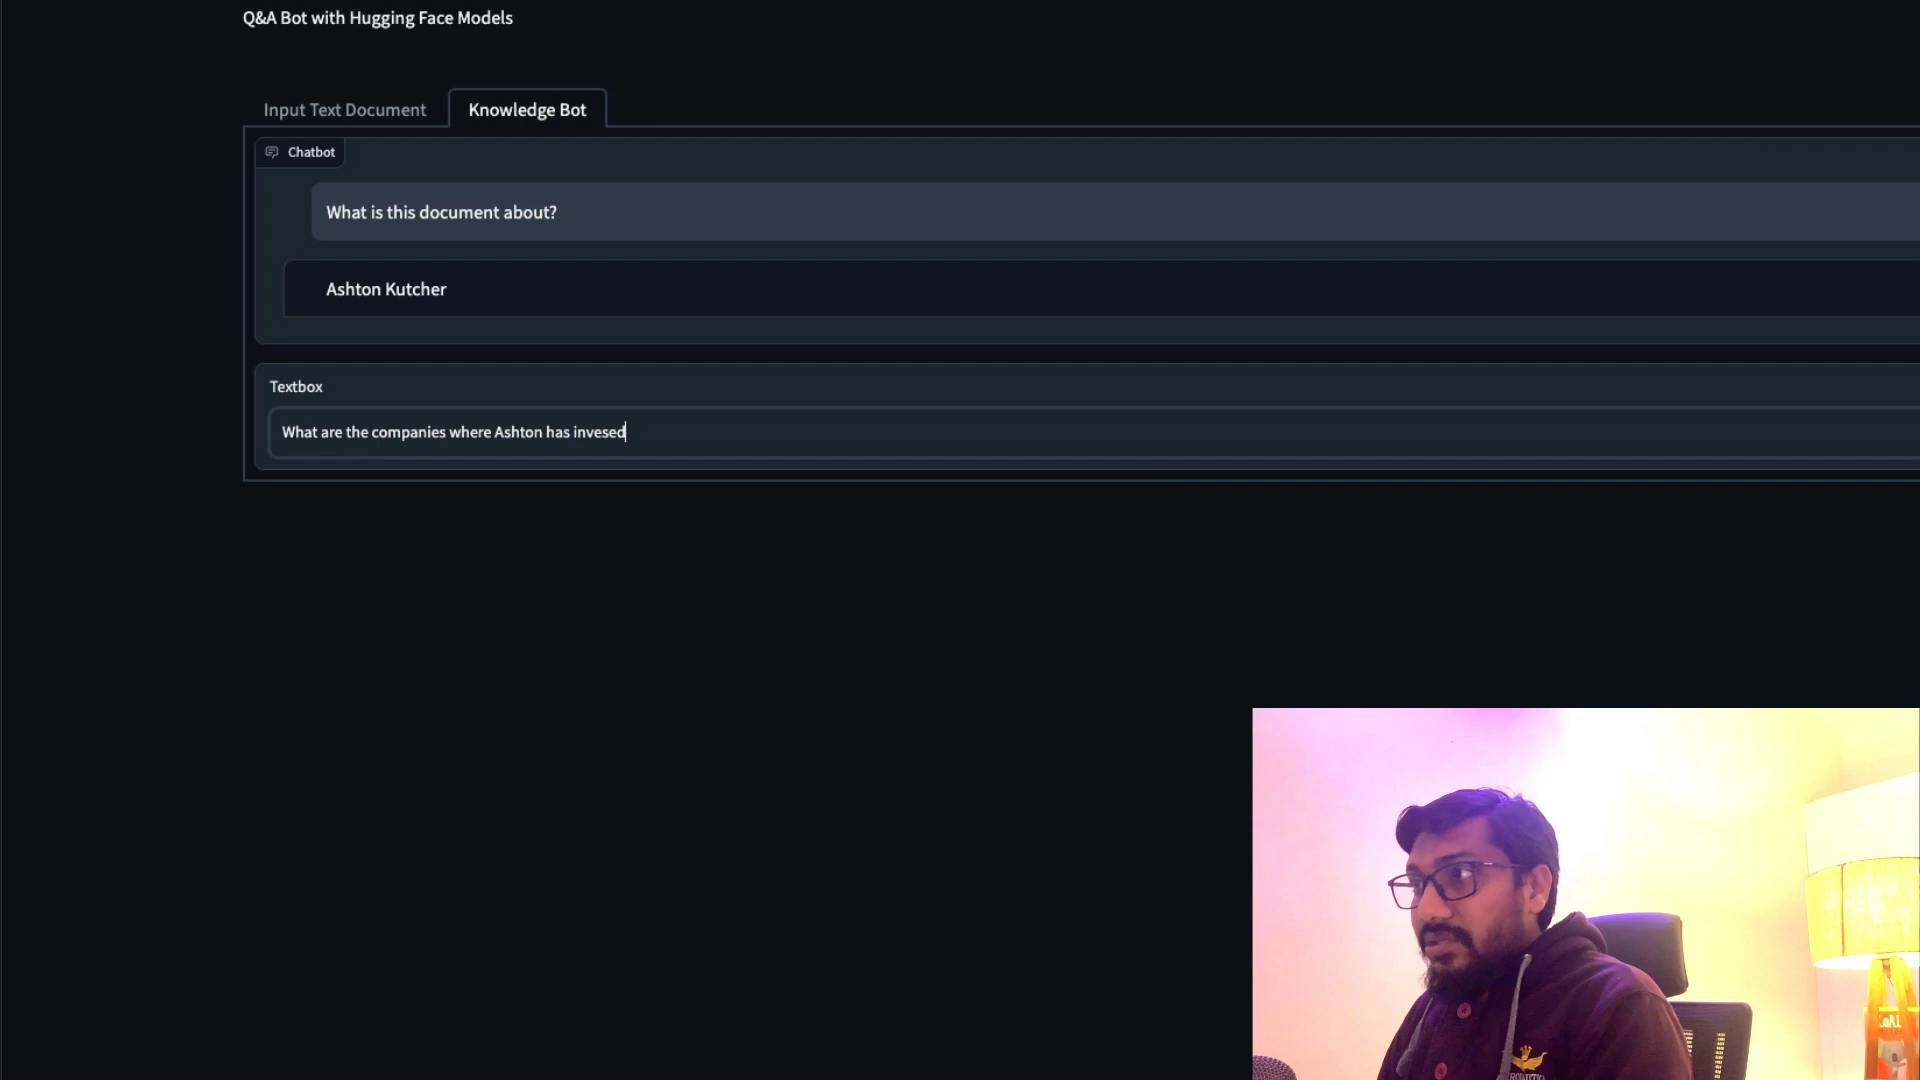 Q&A Bot with Hugging Face Models
Input Text Document
Knowledge Bot
Chatbot
What is this document about?
Ashton Kutcher
Textbox
What are the companies where Ashton has invesed